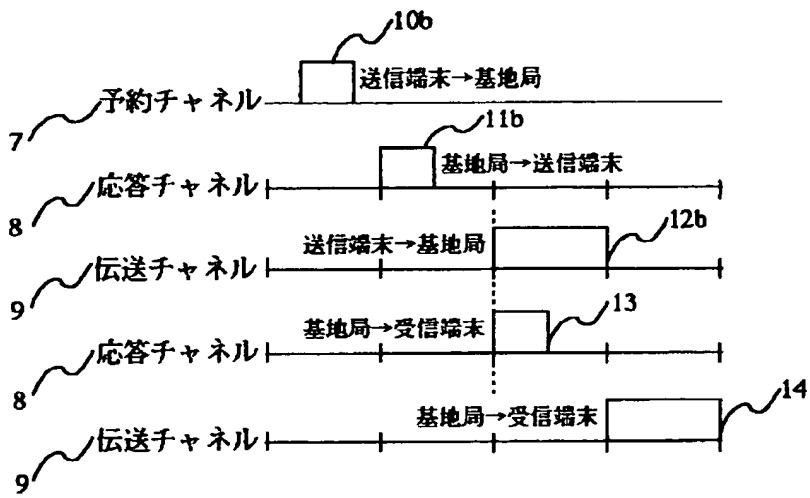 10b
送信端末→基地局
予約チャネル
7
11b
基地局→送信端末
応答チャネル
8
12b
送信端末→基地局
伝送チャネル
9
13
基地局→受信端末
応答チャネル
8
14
基地局→受信端末
伝送チャネル
9